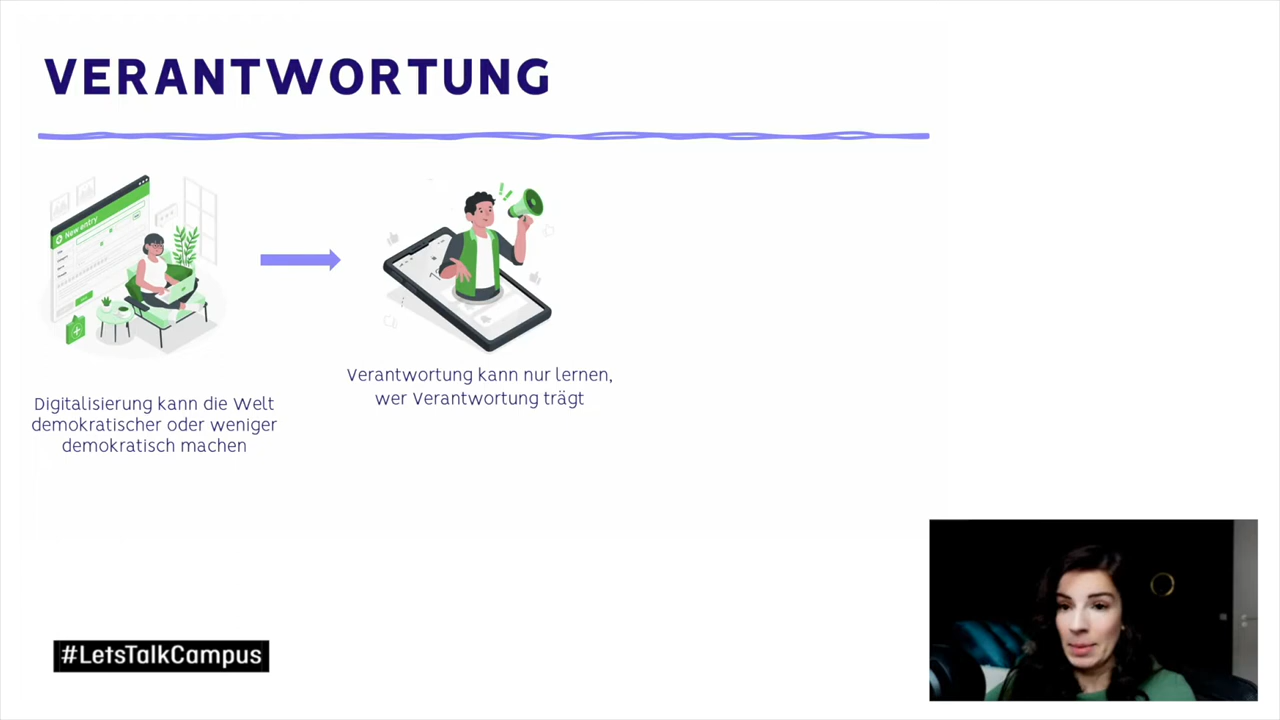 VERANTWORTUNG
New entry
Digitalisierung kann die Welt
demokratischer oder weniger
demokratisch machen
Verantwortung kann nur lernen,
wer Verantwortung trägt
#LetsTalkCampus